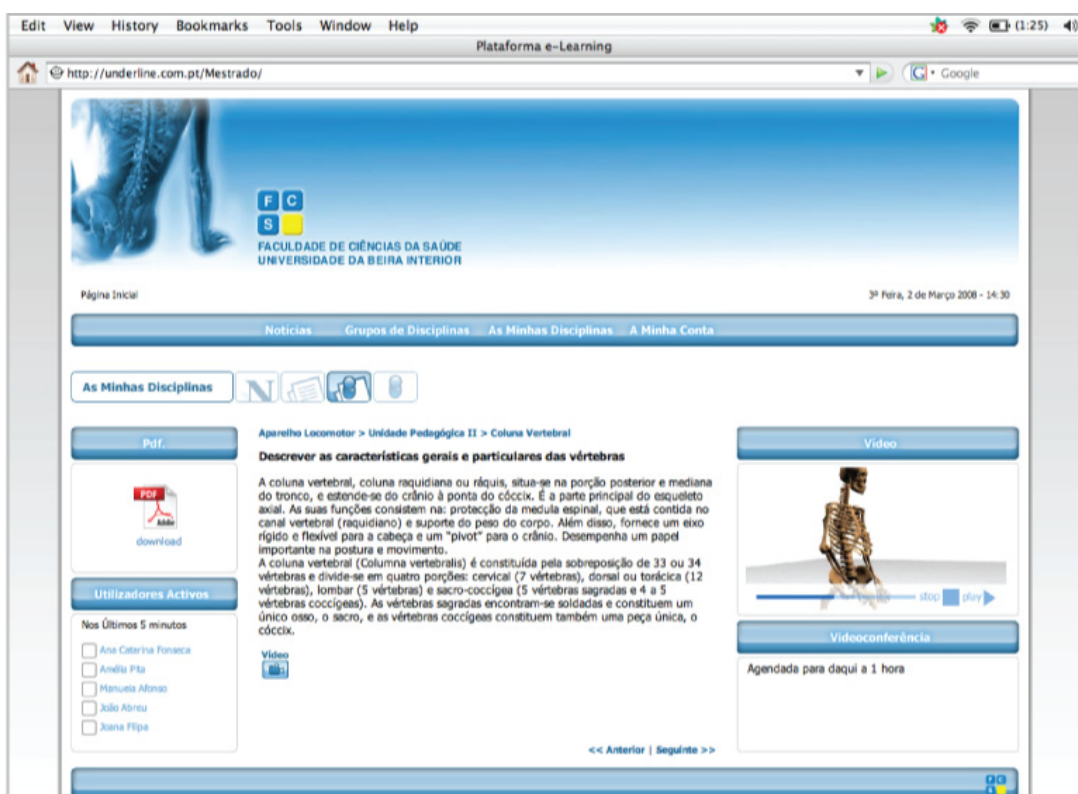 Edit View History Bookmarks Tools Window Help (1:25)
Plataforma e-Learning
http://underline.com.pt/Mestrado/ G Google
F C
S
FACULDADE DE CIÊNCIAS DA SAÚDE
UNIVERSIDADE DA BEIRA INTERIOR
Página Inicial
3ª Feira, 2 de Março 2008 - 14:30
Noticias Grupos de Disciplinas As Minhas Disciplinas A Minha Conta
As Minhas Disciplinas N
Pdf.
PDF
Adobe
download
Utilizadores Activos
Nos Últimos 5 minutos
Ana Caterina Fonseca
Amélia Pita
Manuela Afonso
João Abreu
Joana Filipa
Aparelho Locomotor > Unidade Pedagógica II > Coluna Vertebral
Descrever as características gerais e particulares das vértebras
A coluna vertebral, coluna raquidiana ou ráquis, situa-se na porção posterior e mediana
do tronco, e estende-se do crânio à ponta do cóccix. É a parte principal do esqueleto
axial. As suas funções consistem na: protecção da medula espinal, que está contida no
canal vertebral (raquidiano) e suporte do peso do corpo. Além disso, fornece um eixo
rígido e flexível para a cabeça e um "pivot" para o crânio. Desempenha um papel
importante na postura e movimento.
A coluna vertebral (Columna vertebralis) é constituída pela sobreposição de 33 ou 34
vértebras e divide-se em quatro porções: cervical (7 vértebras), dorsal ou torácica (12
vértebras), lombar (5 vértebras) e sacro-coccígea (5 vértebras sagradas e 4 a 5
vértebras coccígeas). As vértebras sagradas encontram-se soldadas e constituem um
único osso, o sacro, e as vértebras coccígeas constituem também uma peça única, o
cóccix.
Video
<< Anterior | Seguinte >>
Video
stop play
Videoconferência
Agendada para daqui a 1 hora
F C
S